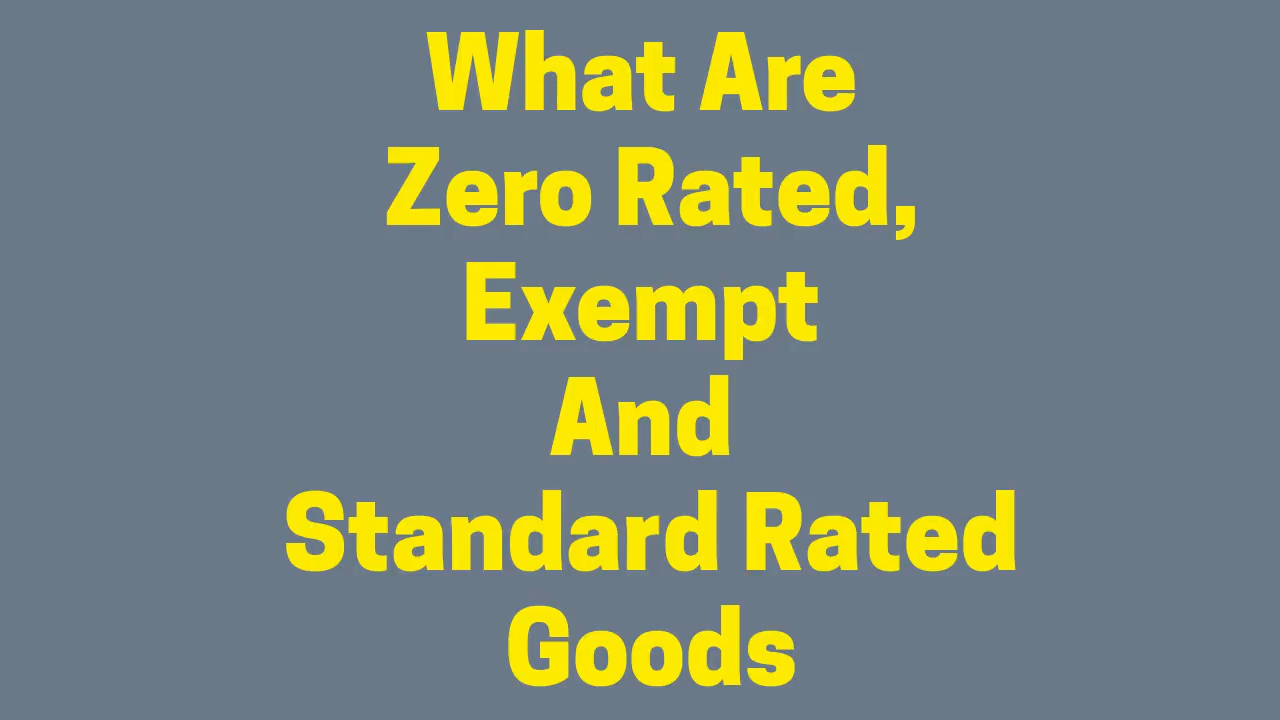 What Are
Zero Rated,
Exempt
And
Standard Rated
Goods